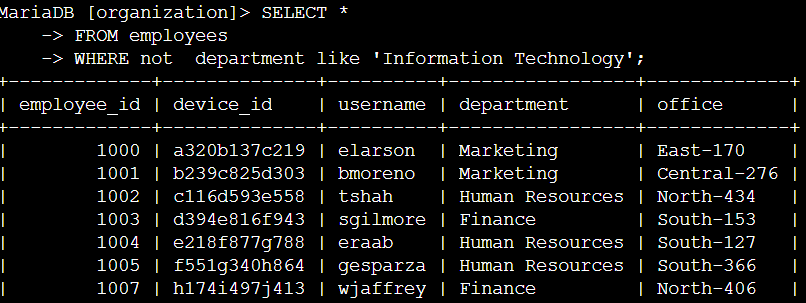 MariaDB [organization]> SELECT *
    -> FROM employees
    -> WHERE not  department like 'Information Technology';
+-------------+--------------+----------+-----------------+-------------+
| employee_id | device_id    | username | department      | office      |
+-------------+--------------+----------+-----------------+-------------+
|        1000 | a320b137c219 | elarson  | Marketing       | East-170    |
|        1001 | b239c825d303 | bmoreno  | Marketing       | Central-276 |
|        1002 | c116d593e558 | tshah    | Human Resources | North-434   |
|        1003 | d394e816f943 | sgilmore | Finance         | South-153   |
|        1004 | e218f877g788 | eraab    | Human Resources | South-127   |
|        1005 | f551g340h864 | gesparza | Human Resources | South-366   |
|        1007 | h174i497j413 | wjaffrey | Finance         | North-406   |